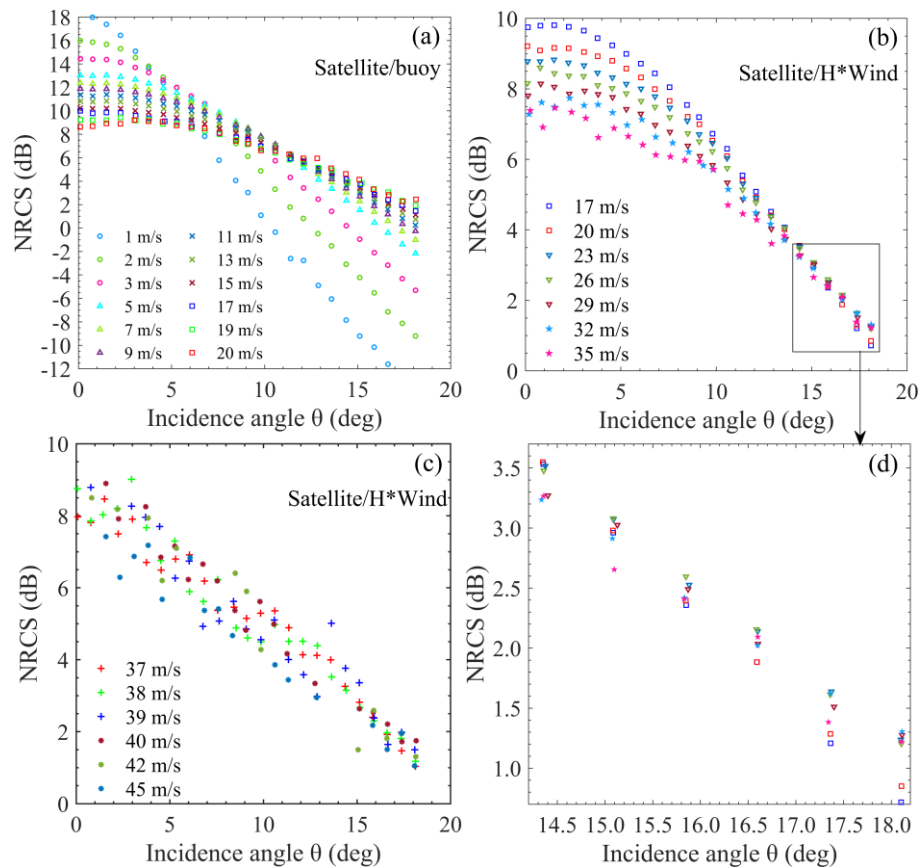 (a)
Satellite/buoy
NRCS (dB)
18
16
14
12
10
8
6
4
2
0
-2
-4
-6
-8
-10
-12
1 m/s
2 m/s
3 m/s
5 m/s
7 m/s
9 m/s
11 m/s
13 m/s
15 m/s
17 m/s
19 m/s
20 m/s
0 5 10 15 20
Incidence angle θ (deg)
(b)
Satellite/H*Wind
NRCS (dB)
10
8
6
4
2
0
17 m/s
20 m/s
23 m/s
26 m/s
29 m/s
32 m/s
35 m/s
0 5 10 15 20
Incidence angle θ (deg)
(c)
Satellite/H*Wind
NRCS (dB)
10
8
6
4
2
0
37 m/s
38 m/s
39 m/s
40 m/s
42 m/s
45 m/s
0 5 10 15 20
Incidence angle θ (deg)
(d)
NRCS (dB)
3.5
3.0
2.5
2.0
1.5
1.0
14.5 15.0 15.5 16.0 16.5 17.0 17.5 18.0
Incidence angle θ (deg)